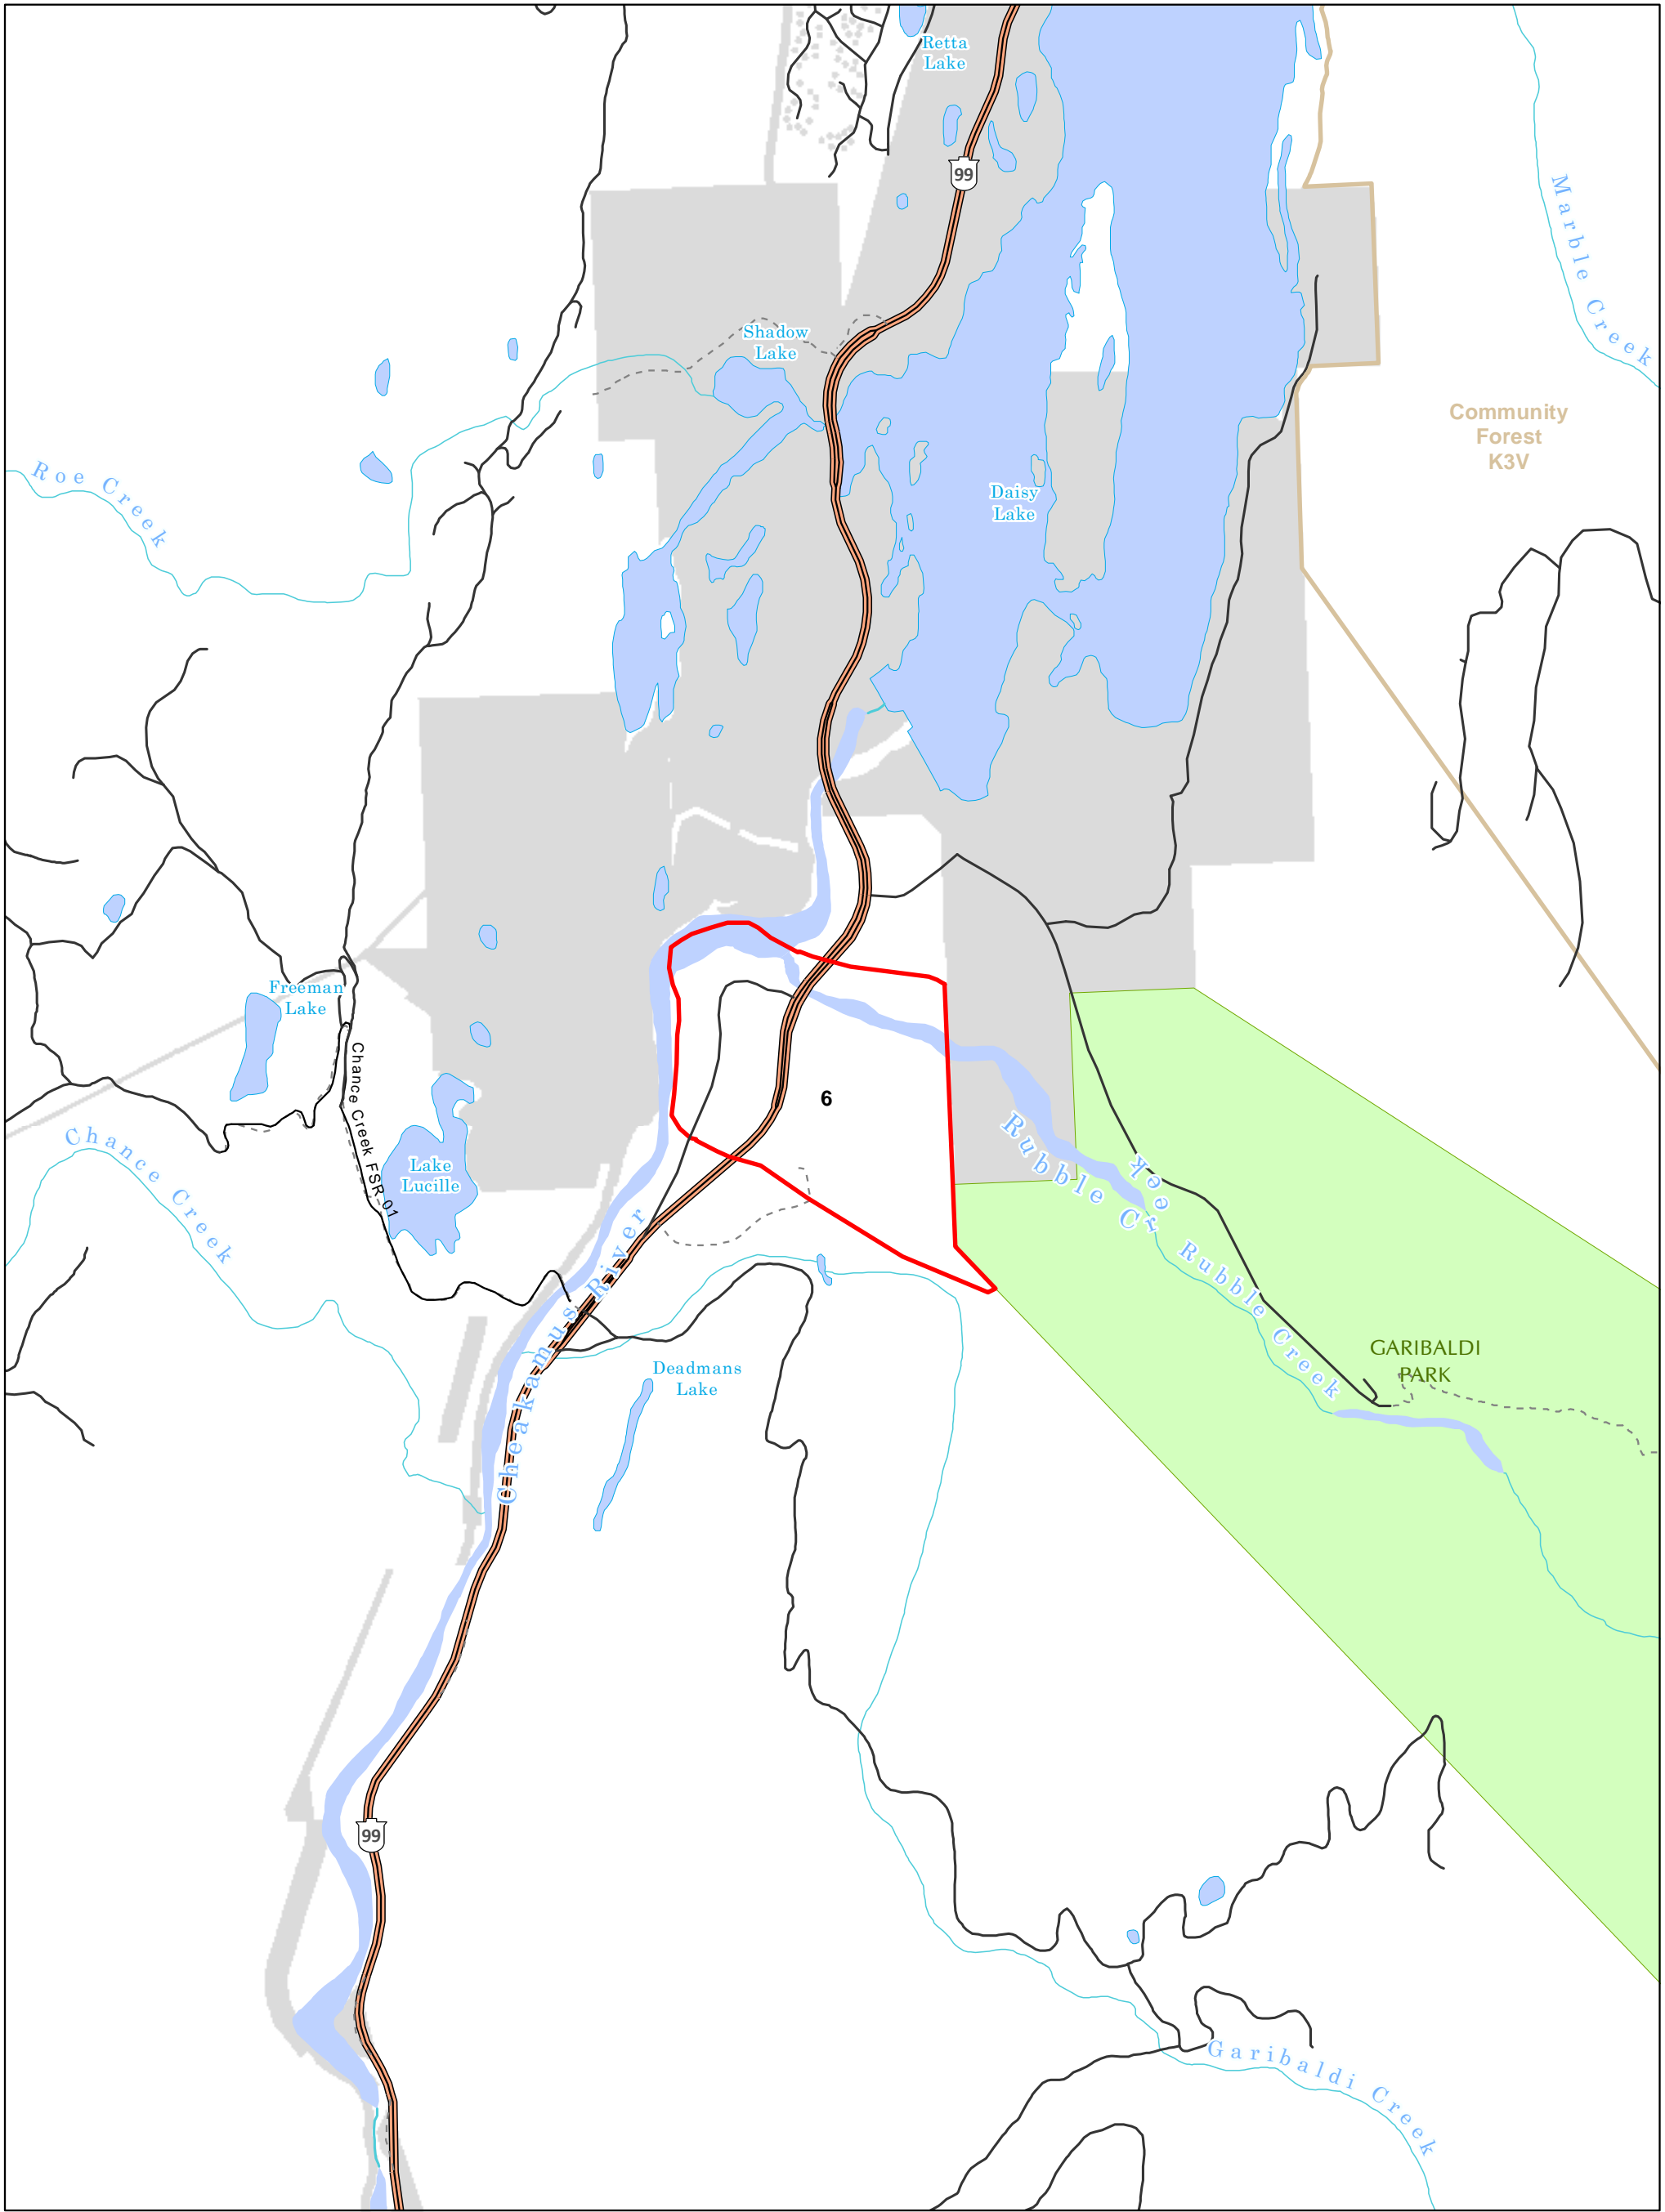 Retta
Lake
99
Marble Creek
Shadow
Lake
Community
Forest
K3V
Roe Creek
Daisy
Lake
Freeman
Lake
Chance Creek FSR 01
6
Chance Creek
Lake
Lucille
Rubble Creek
Rubble Creek
Cheakamus River
GARIBALDI
PARK
Deadmans
Lake
99
Garibaldi Creek